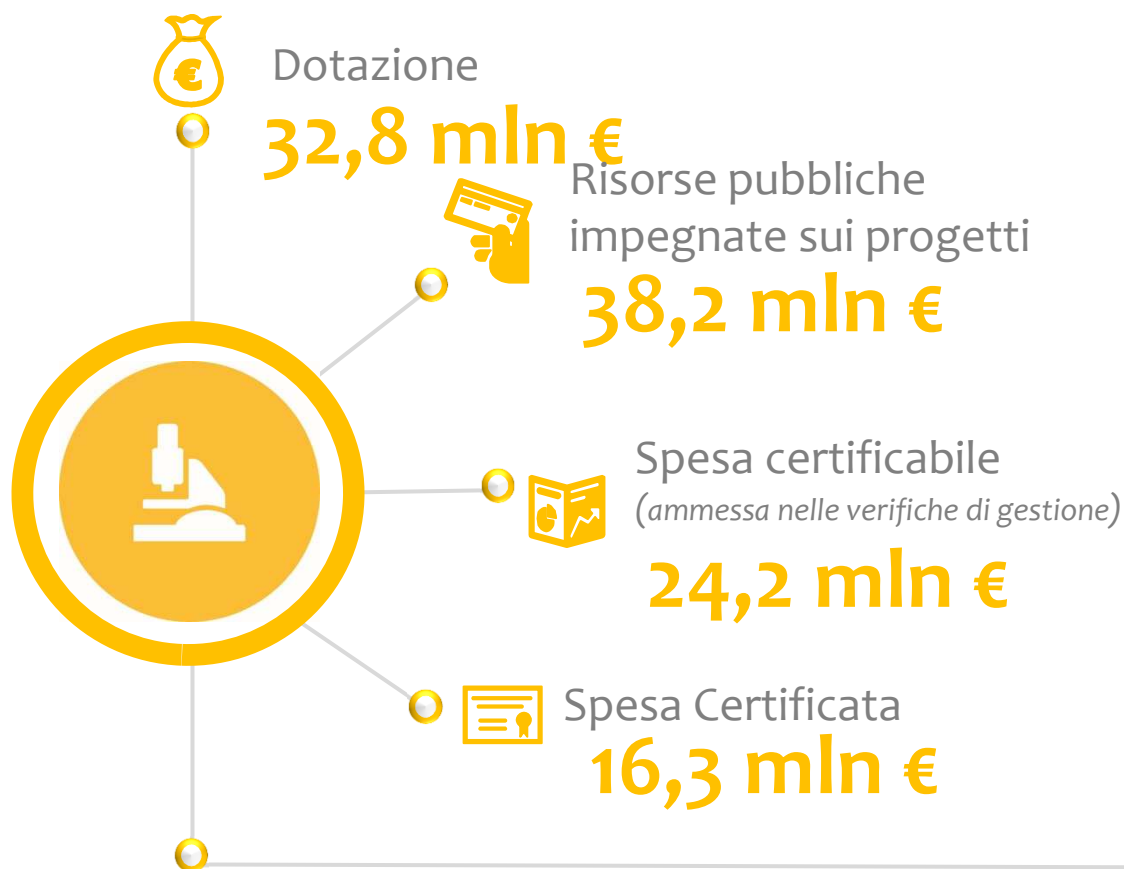 Dotazione
32,8 mln €
Risorse pubbliche
impegnate sui progetti
38,2 mln €
Spesa certificabile
(ammessa nelle verifiche di gestione)
24,2 mln €
Spesa Certificata
16,3 mln €